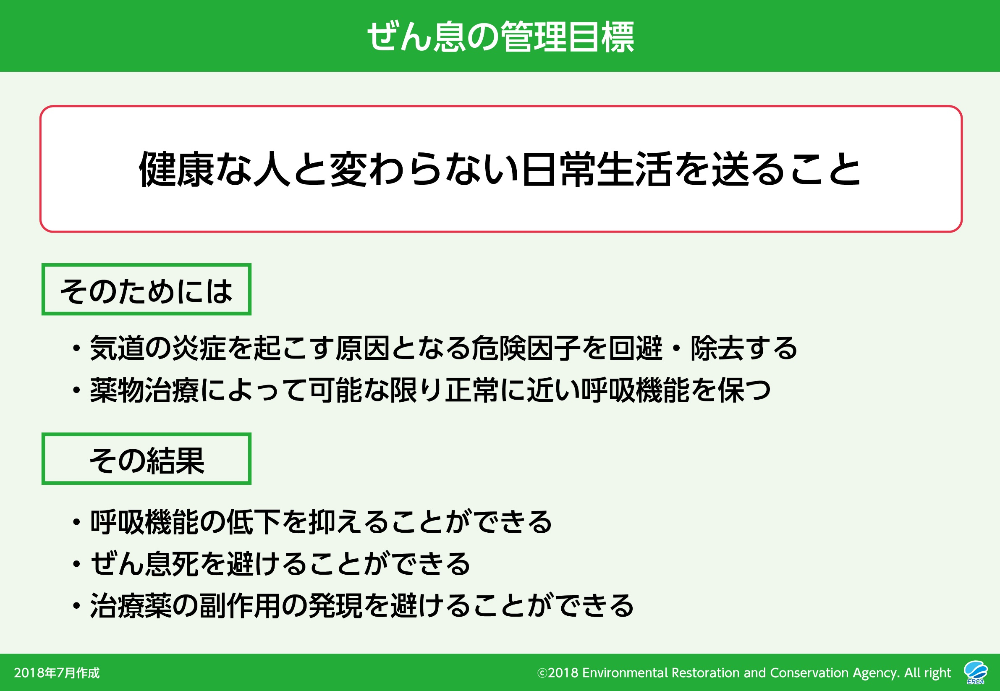 ぜん息の管理目標
健康な人と変わらない日常生活を送ること
そのためには
・気道の炎症を起こす原因となる危険因子を回避・除去する
・薬物治療によって可能な限り正常に近い呼吸機能を保つ
その結果
・呼吸機能の低下を抑えることができる
・ぜん息死を避けることができる
・治療薬の副作用の発現を避けることができる
2018年7月作成
©2018 Environmental Restoration and Conservation Agency. All right
ERCA